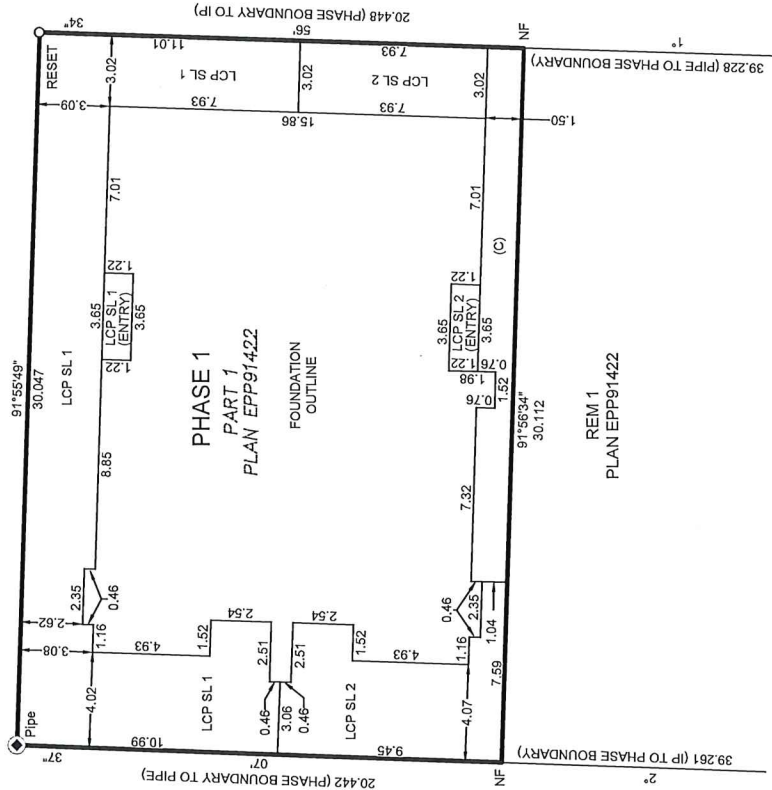 20.448 (PHASE BOUNDARY TO IP)
34"
56'
RESET
NF
1°
39.228 (PIPE TO PHASE BOUNDARY)
11.01
7.93
3.02
LCP SL 1
3.02
LCP SL 2
3.02
3.09
7.93
15.86
7.93
1.50
91°55'49"
30.047
LCP SL 1
7.01
1.22
3.65
LCP SL 1
(ENTRY)
3.65
1.22
8.85
PHASE 1
PART 1
PLAN EPP91422
FOUNDATION
OUTLINE
7.01
(C)
1.22
3.65
LCP SL 2
(ENTRY)
3.65
1.22
1.98
0.76
0.76
1.52
91°56'34"
30.112
REM 1
PLAN EPP91422
7.32
2.35
0.46
2.62
3.08
1.16
4.02
4.93
1.52
2.54
2.51
2.54
2.51
1.52
4.93
0.46
2.35
1.16
1.04
7.59
4.07
LCP SL 1
0.46
3.06
0.46
LCP SL 2
Pipe
10.99
9.45
37"
07'
20.442 (PHASE BOUNDARY TO PIPE)
NF
2°
39.261 (IP TO PHASE BOUNDARY)